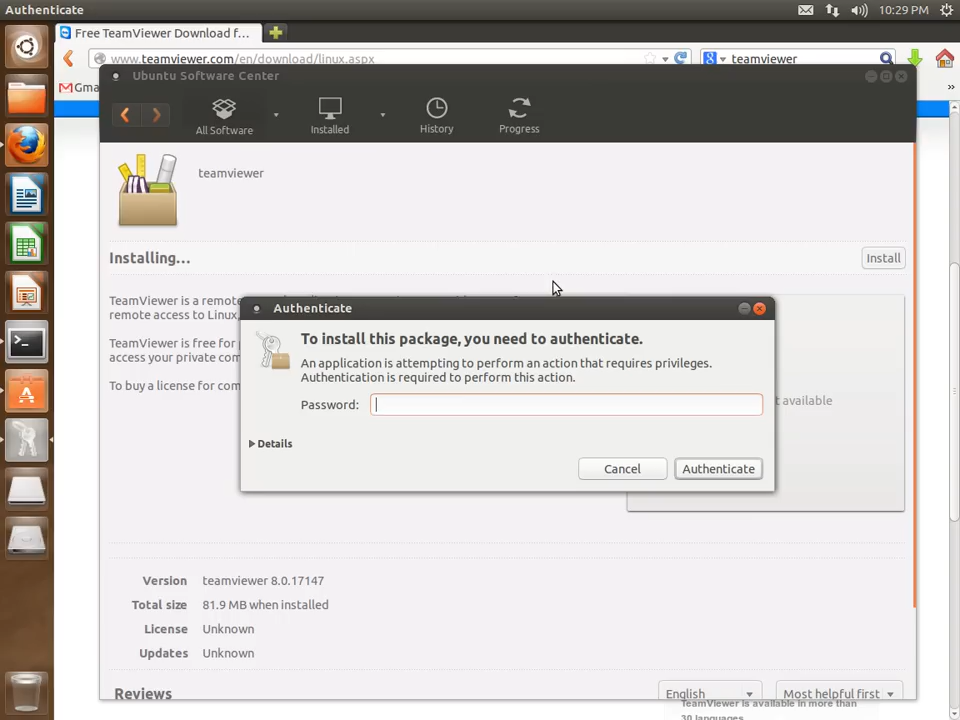 Authenticate
10:29 PM
Free TeamViewer Download f...
www.teamviewer.com/en/download/linux.aspx
teamviewer
Gma
»
Ubuntu Software Center
All Software
Installed
History
Progress
teamviewer
Installing...
Install
TeamViewer is a remot
remote access to Linux,
TeamViewer is free for p
access your private com
To buy a license for com
t available
Authenticate
To install this package, you need to authenticate.
An application is attempting to perform an action that requires privileges.
Authentication is required to perform this action.
Password:
Details
Cancel
Authenticate
Version teamviewer 8.0.17147
Total size 81.9 MB when installed
License Unknown
Updates Unknown
Reviews
English
Most helpful first
TeamViewer is available in more than
30 languages